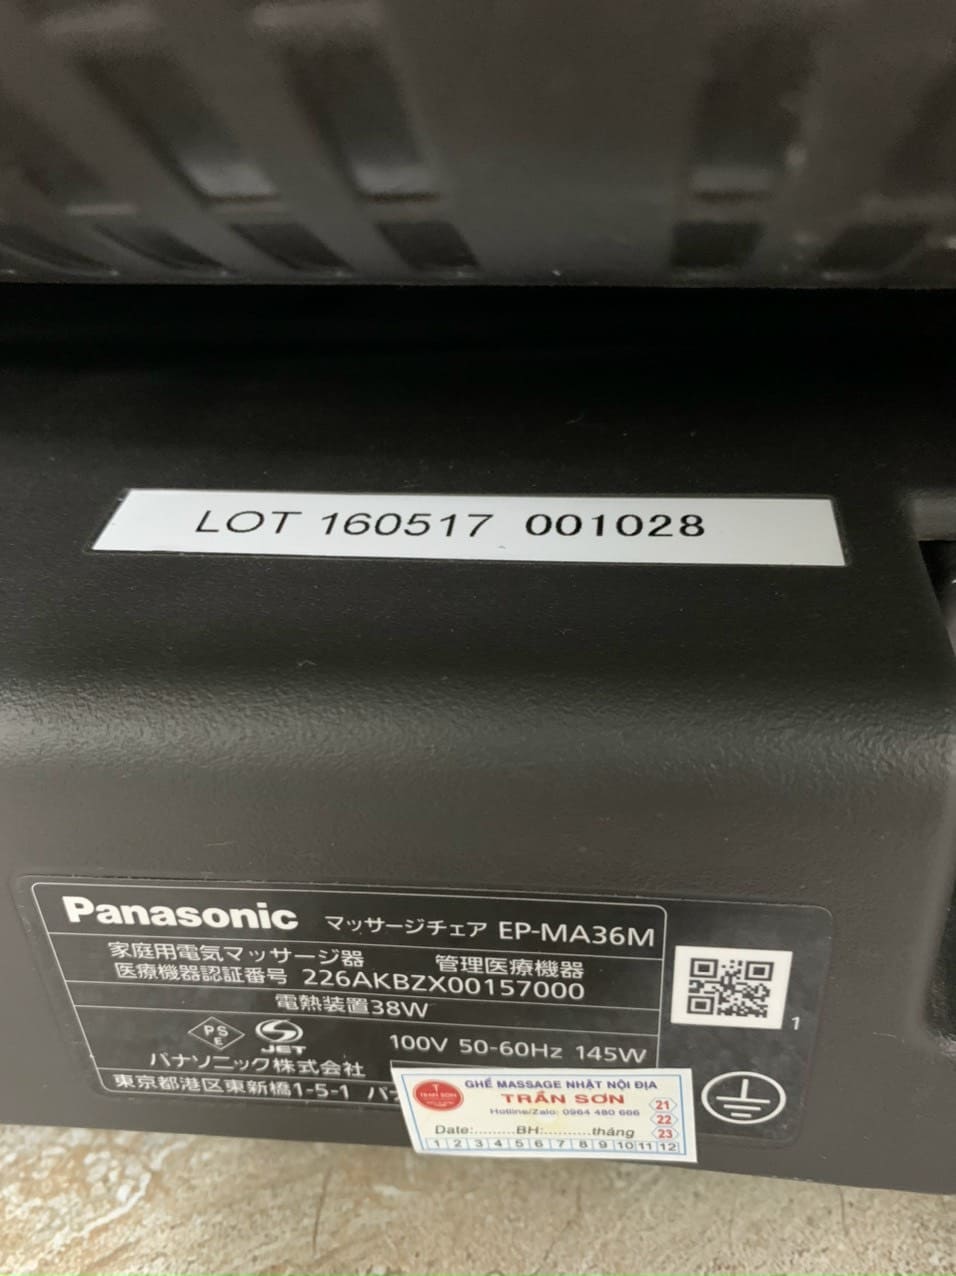 LOT 160517 001028
Panasonic マッサージチェア EP-MA36M
家庭用電気マッサージ器 管理医療機器
医療機器認証番号 226AKBZX00157000
電熱装置38W
PS
E
JET
100V 50-60Hz 145W
パナソニック株式会社
東京都港区東新橋1-5-1 パナ
1
GHẾ MASSAGE NHẬT NỘI ĐỊA
TRẦN SƠN
TRẦN SƠN
Hotline/Zalo: 0964 480 666
Date:........BH:..........tháng
21
22
23
1 2 3 4 5 6 7 8 9 10 11 12